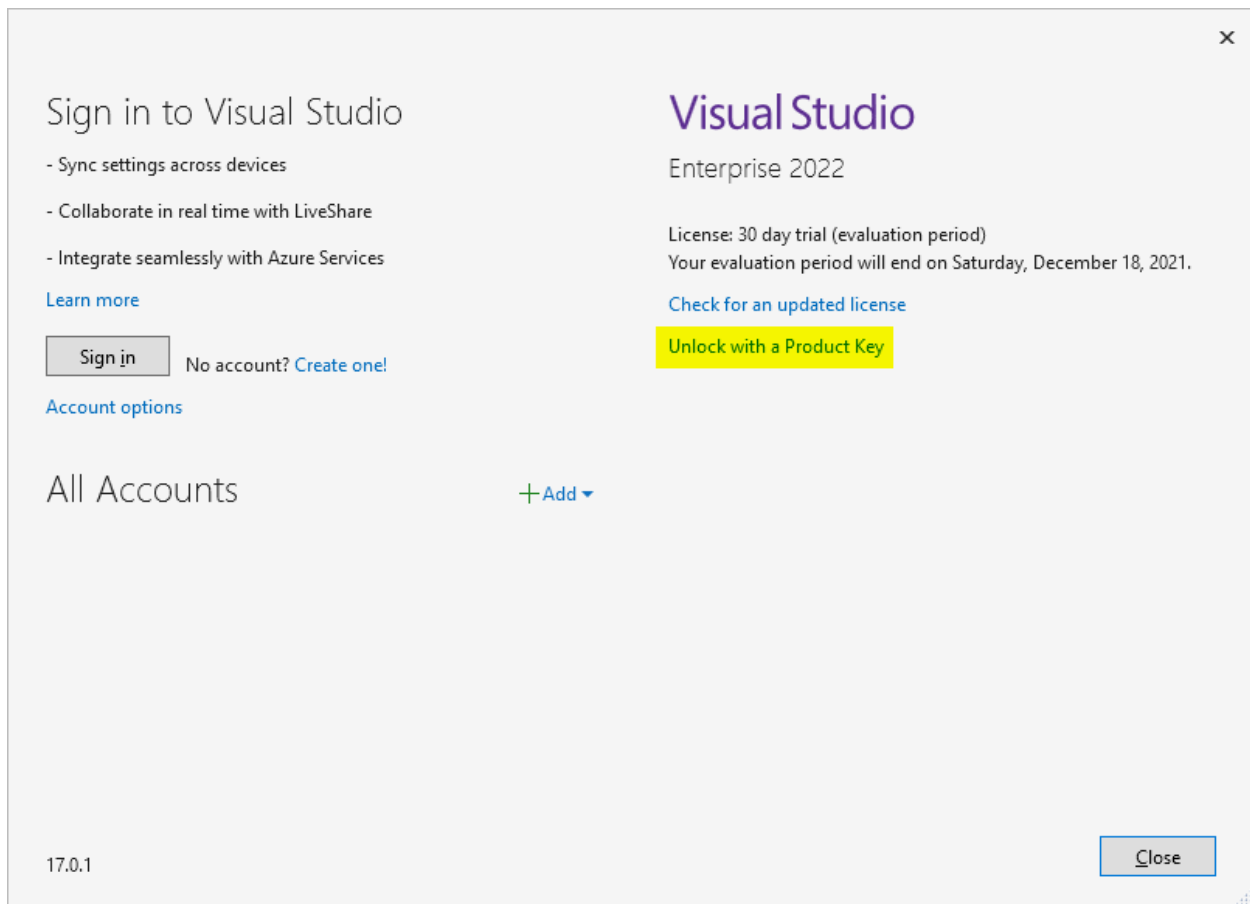 Sign in to Visual Studio
- Sync settings across devices
- Collaborate in real time with LiveShare
- Integrate seamlessly with Azure Services
Learn more
Sign in
No account? Create one!
Account options
All Accounts
Add
Visual Studio
Enterprise 2022
License: 30 day trial (evaluation period)
Your evaluation period will end on Saturday, December 18, 2021.
Check for an updated license
Unlock with a Product Key
17.0.1
Close